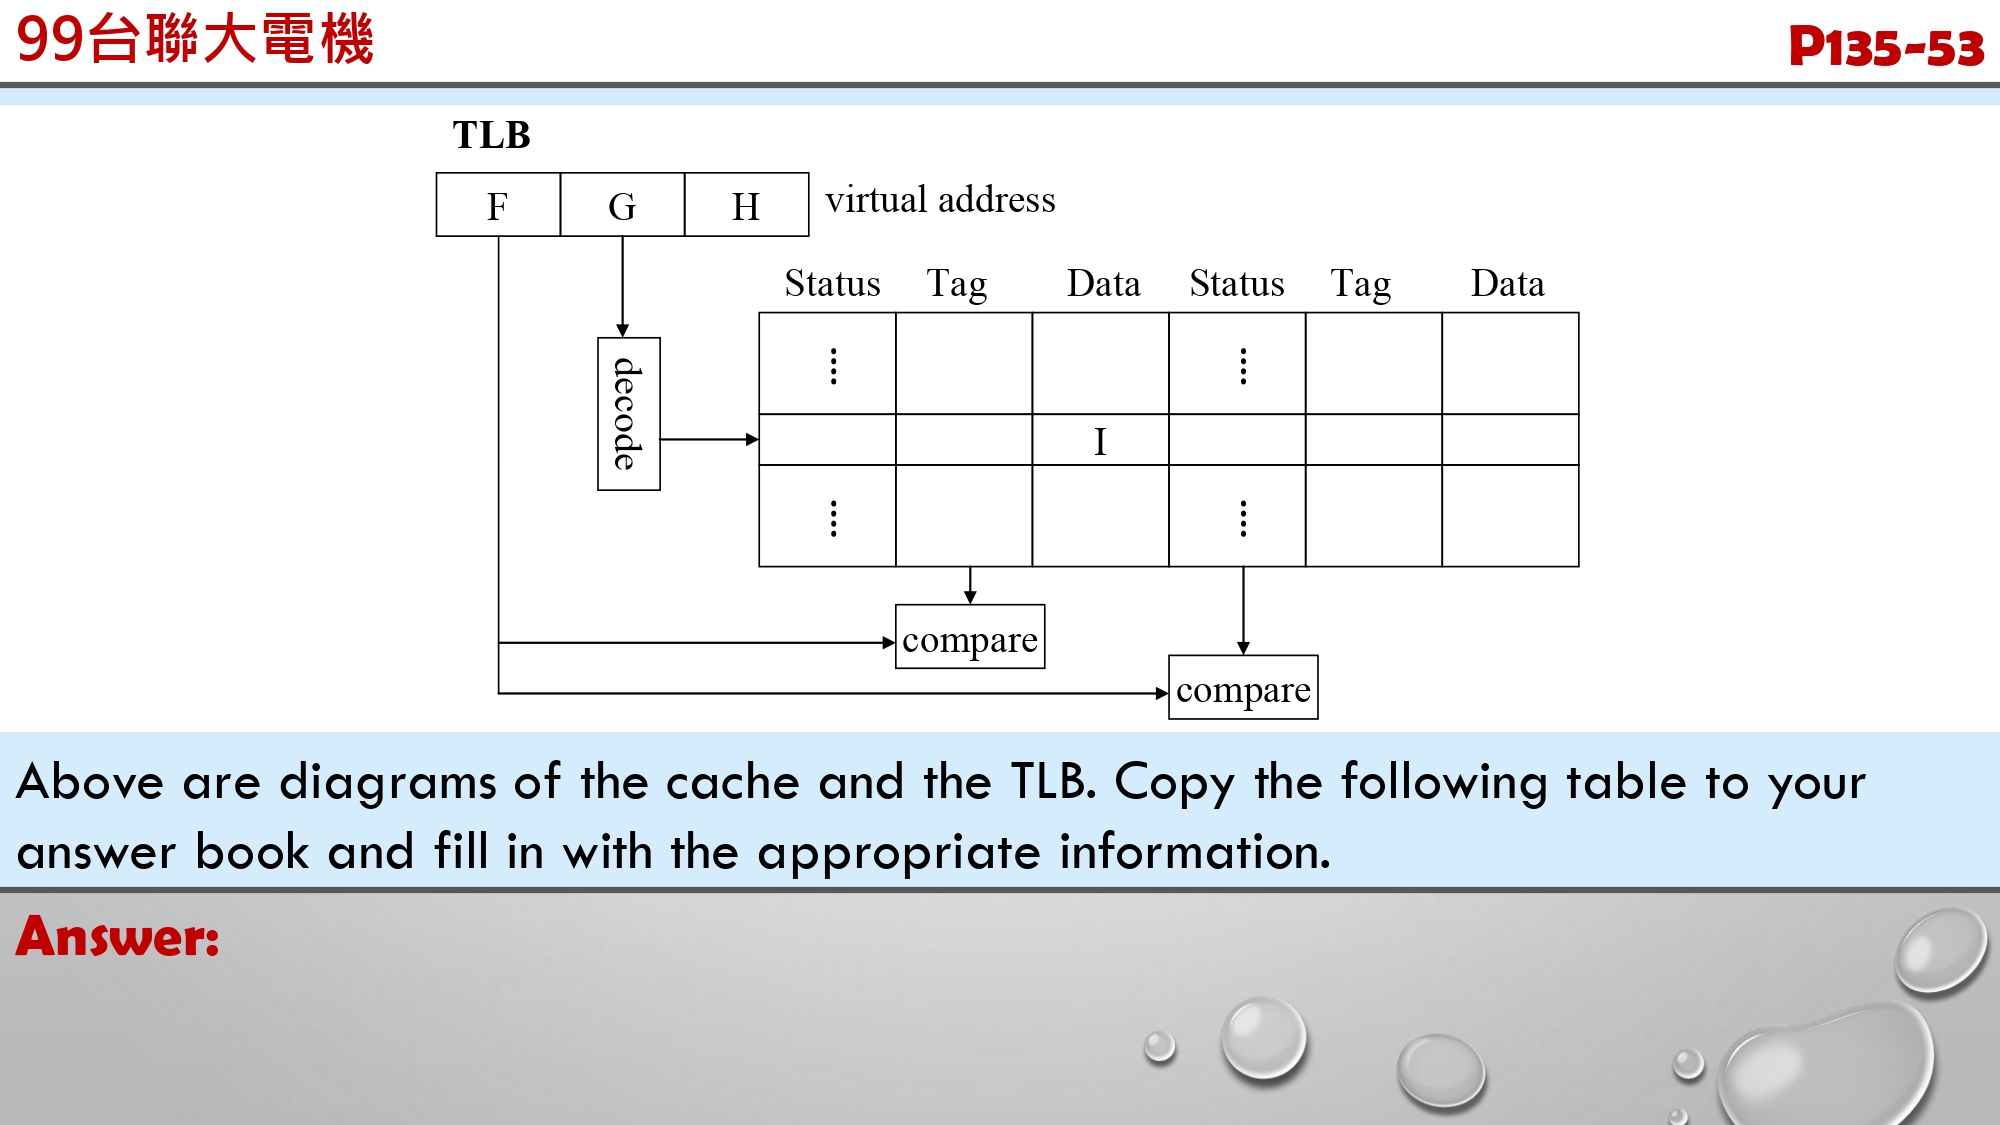 99台聯大電機
P135-53
TLB
F G H virtual address
Status Tag Data Status Tag Data
decode
I
compare
compare
Above are diagrams of the cache and the TLB. Copy the following table to your
answer book and fill in with the appropriate information.
Answer: